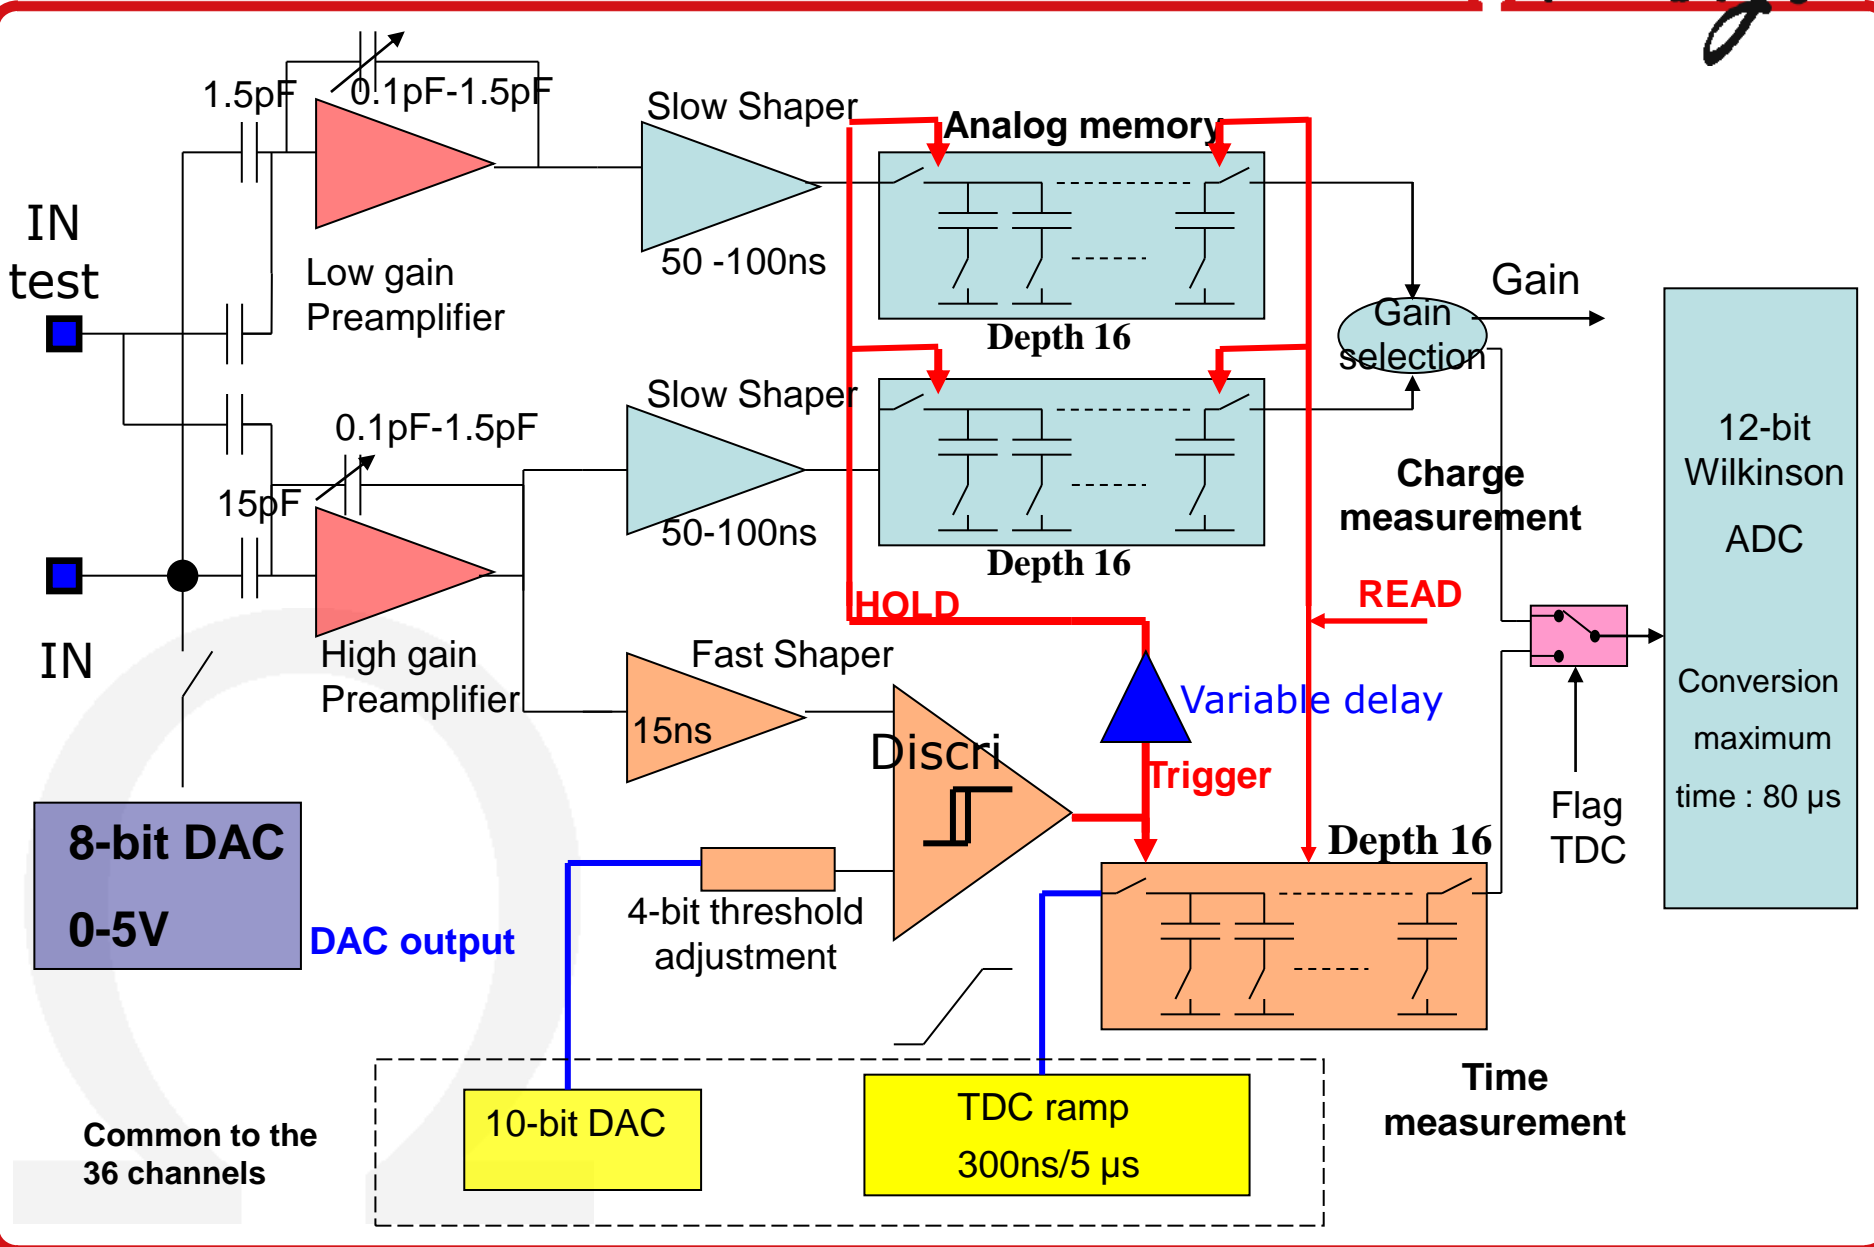 1.5pF
0.1pF-1.5pF
Slow Shaper
Analog memory
IN
test
Low gain
Preamplifier
50 -100ns
Depth 16
Gain
Gain
selection
Slow Shaper
0.1pF-1.5pF
15pF
50-100ns
Depth 16
Charge
measurement
12-bit
Wilkinson
ADC
Conversion
maximum
time : 80 µs
HOLD
READ
IN
High gain
Preamplifier
Fast Shaper
15ns
Discri
Variable delay
Trigger
Flag
TDC
Depth 16
8-bit DAC
0-5V
DAC output
4-bit threshold
adjustment
Time
measurement
Common to the
36 channels
10-bit DAC
TDC ramp
300ns/5 µs